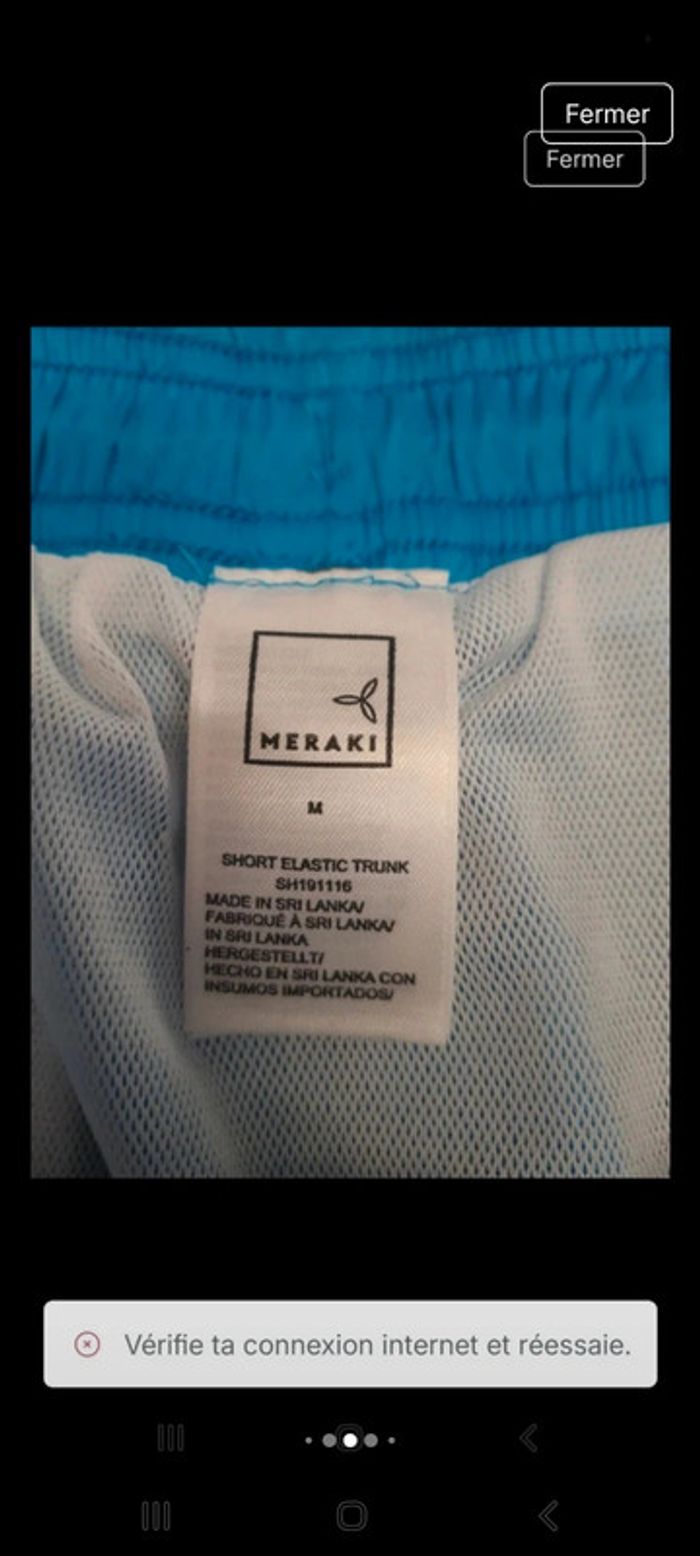 Fermer
Fermer
MERAKI
M
SHORT ELASTIC TRUNK
SH191116
MADE IN SRI LANKA/
FABRIQUÉ À SRI LANKA/
IN SRI LANKA
HERGESTELLT/
HECHO EN SRI LANKA CON
INSUMOS IMPORTADOS/
Vérifie ta connexion internet et réessaie.